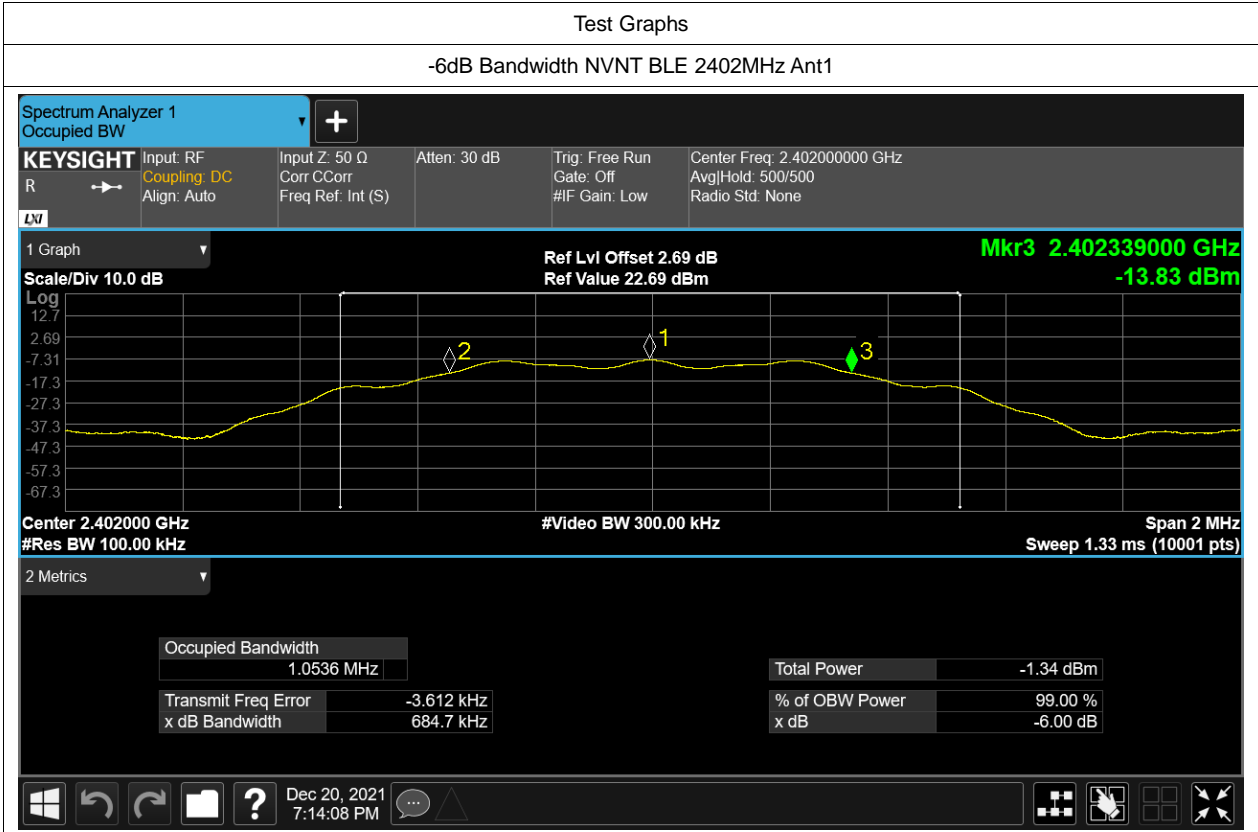 Test Graphs
-6dB Bandwidth NVNT BLE 2402MHz Ant1
Spectrum Analyzer 1
Occupied BW
KEYSIGHT
R
LXI
Input: RF
Coupling: DC
Align: Auto
Input Z: 50 Ω
Corr CCorr
Freq Ref: Int (S)
Atten: 30 dB
Trig: Free Run
Gate: Off
#IF Gain: Low
Center Freq: 2.402000000 GHz
Avg|Hold: 500/500
Radio Std: None
1 Graph
Scale/Div 10.0 dB
Ref Lvl Offset 2.69 dB
Ref Value 22.69 dBm
Mkr3 2.402339000 GHz
-13.83 dBm
Log
12.7
2.69
-7.31
-17.3
-27.3
-37.3
-47.3
-57.3
-67.3
2
1
3
Center 2.402000 GHz
#Res BW 100.00 kHz
#Video BW 300.00 kHz
Span 2 MHz
Sweep 1.33 ms (10001 pts)
2 Metrics
Occupied Bandwidth
1.0536 MHz
Transmit Freq Error -3.612 kHz
x dB Bandwidth 684.7 kHz
Total Power -1.34 dBm
% of OBW Power 99.00 %
x dB -6.00 dB
?
Dec 20, 2021
7:14:08 PM